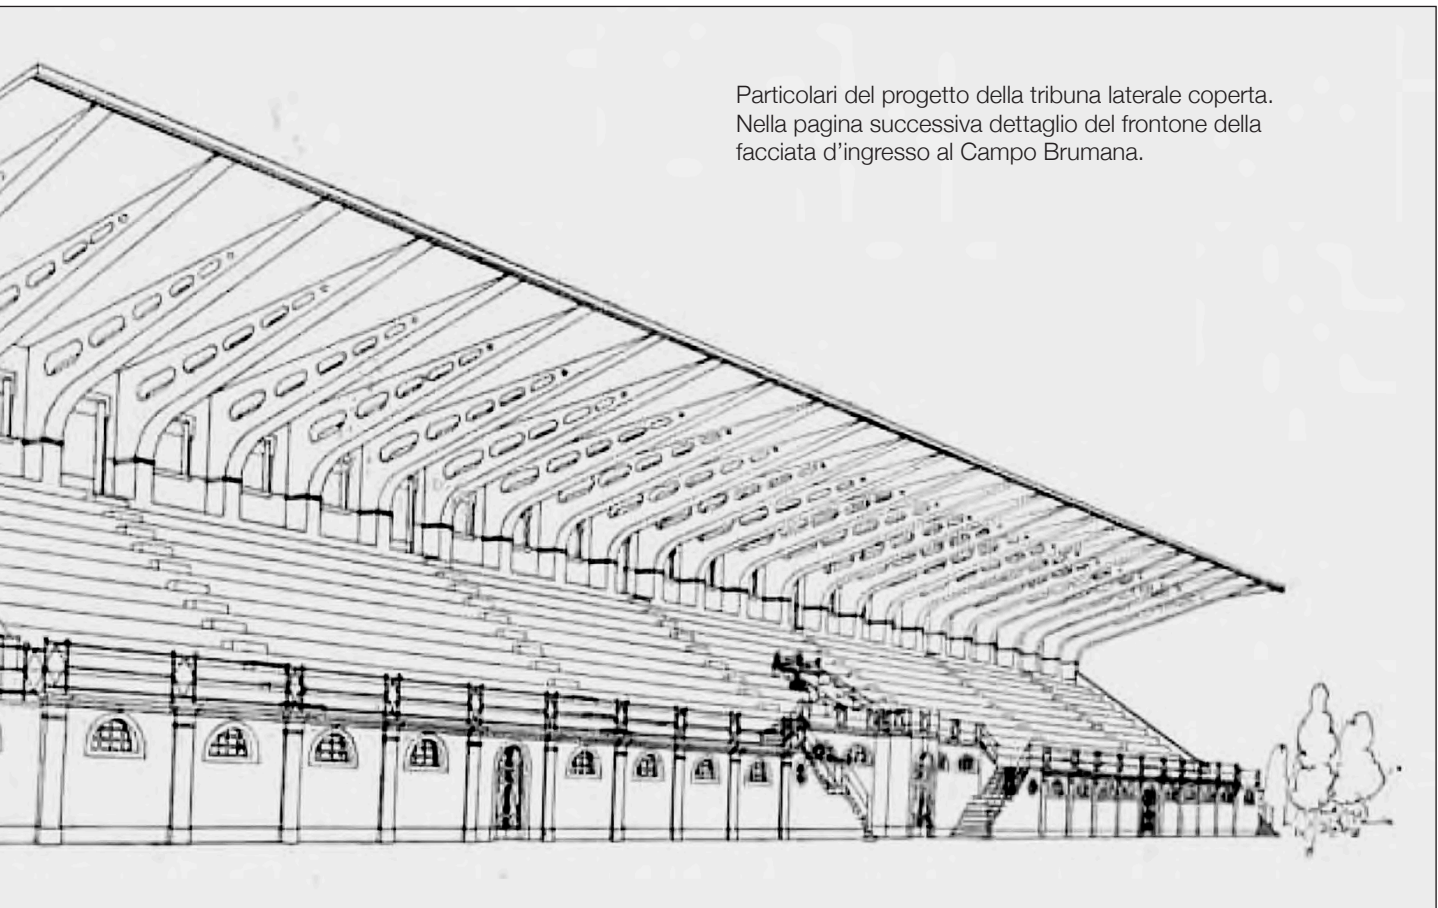 Particolari del progetto della tribuna laterale coperta.
Nella pagina successiva dettaglio del frontone della
facciata d’ingresso al Campo Brumana.